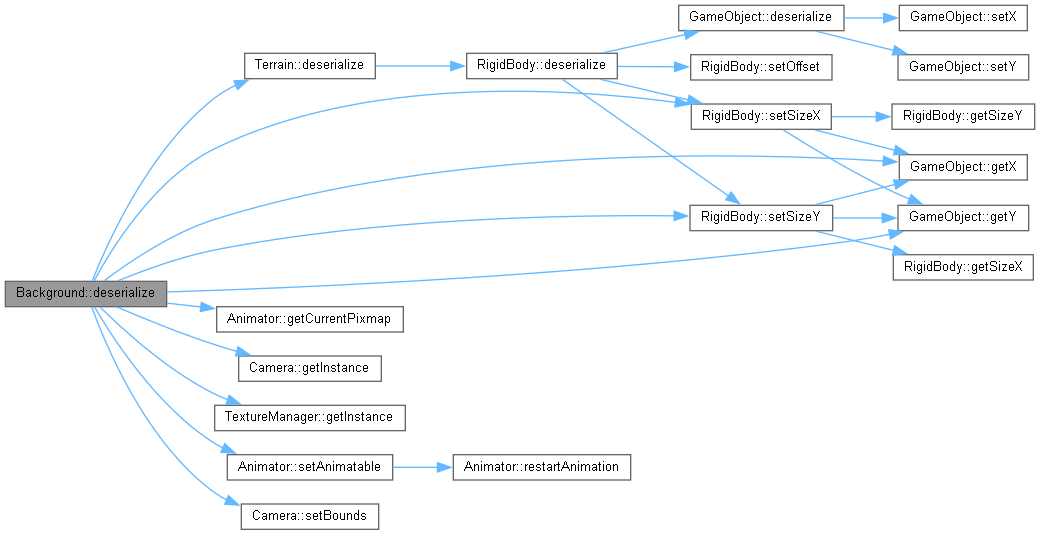 GameObject::deserialize
GameObject::setX
Terrain::deserialize
RigidBody::deserialize
RigidBody::setOffset
GameObject::setY
RigidBody::setSizeX
RigidBody::getSizeY
GameObject::getX
RigidBody::setSizeY
GameObject::getY
RigidBody::getSizeX
Background::deserialize
Animator::getCurrentPixmap
Camera::getInstance
TextureManager::getInstance
Animator::setAnimatable
Animator::restartAnimation
Camera::setBounds